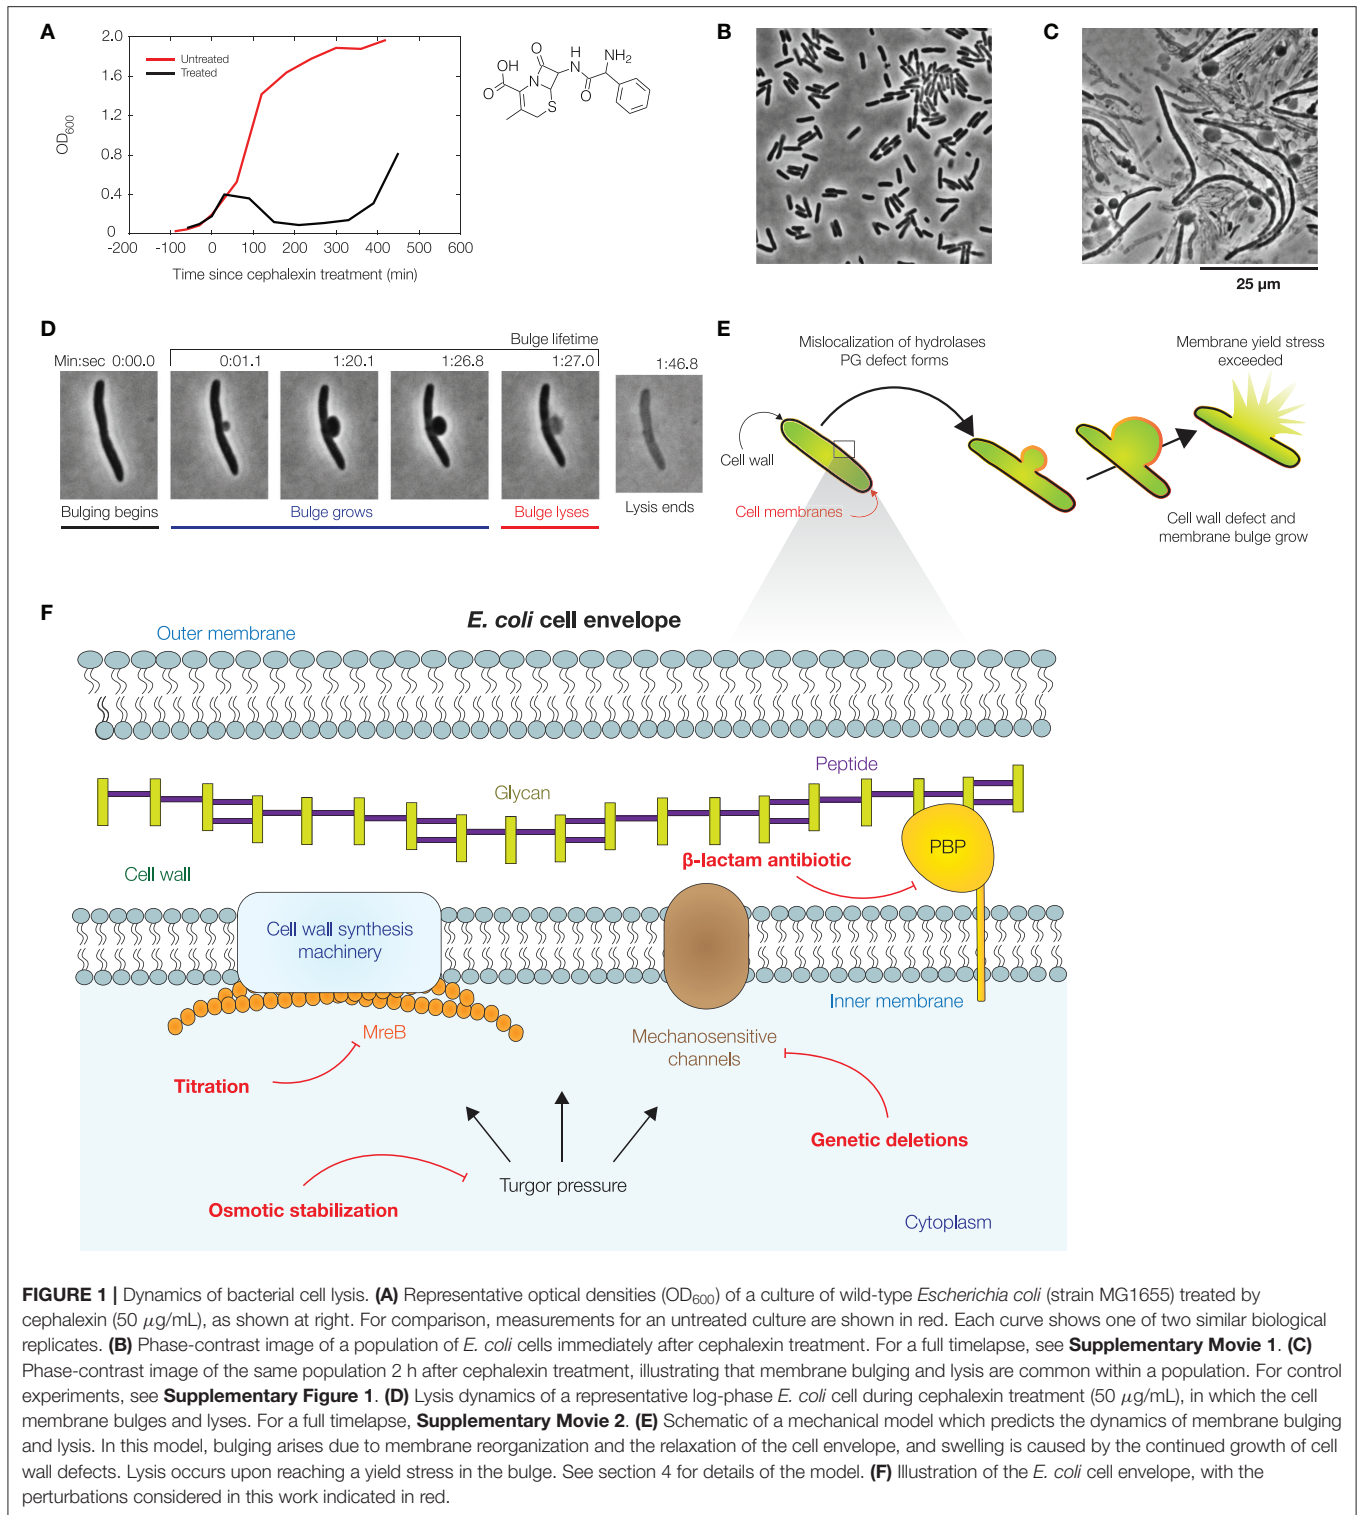 A
2.0
1.6
1.2
0.8
0.4
0
OD600
Untreated
Treated
-200 -100 0 100 200 300 400 500 600
Time since cephalexin treatment (min)
O
OH
O
N
NH
NH2
O
S
B
C
25 µm
D
Bulge lifetime
Min:sec 0:00.0 0:01.1 1:20.1 1:26.8 1:27.0 1:46.8
Bulging begins
Bulge grows
Bulge lyses
Lysis ends
E
Mislocalization of hydrolases
PG defect forms
Membrane yield stress
exceeded
Cell wall
Cell membranes
Cell wall defect and
membrane bulge grow
F
E. coli cell envelope
Outer membrane
Peptide
Glycan
PBP
β-lactam antibiotic
Cell wall
Cell wall synthesis
machinery
Inner membrane
MreB
Mechanosensitive
channels
Titration
Genetic deletions
Turgor pressure
Osmotic stabilization
Cytoplasm
FIGURE 1 | Dynamics of bacterial cell lysis. (A) Representative optical densities (OD600) of a culture of wild-type Escherichia coli (strain MG1655) treated by
cephalexin (50 µg/mL), as shown at right. For comparison, measurements for an untreated culture are shown in red. Each curve shows one of two similar biological
replicates. (B) Phase-contrast image of a population of E. coli cells immediately after cephalexin treatment. For a full timelapse, see Supplementary Movie 1. (C)
Phase-contrast image of the same population 2 h after cephalexin treatment, illustrating that membrane bulging and lysis are common within a population. For control
experiments, see Supplementary Figure 1. (D) Lysis dynamics of a representative log-phase E. coli cell during cephalexin treatment (50 µg/mL), in which the cell
membrane bulges and lyses. For a full timelapse, Supplementary Movie 2. (E) Schematic of a mechanical model which predicts the dynamics of membrane bulging
and lysis. In this model, bulging arises due to membrane reorganization and the relaxation of the cell envelope, and swelling is caused by the continued growth of cell
wall defects. Lysis occurs upon reaching a yield stress in the bulge. See section 4 for details of the model. (F) Illustration of the E. coli cell envelope, with the
perturbations considered in this work indicated in red.